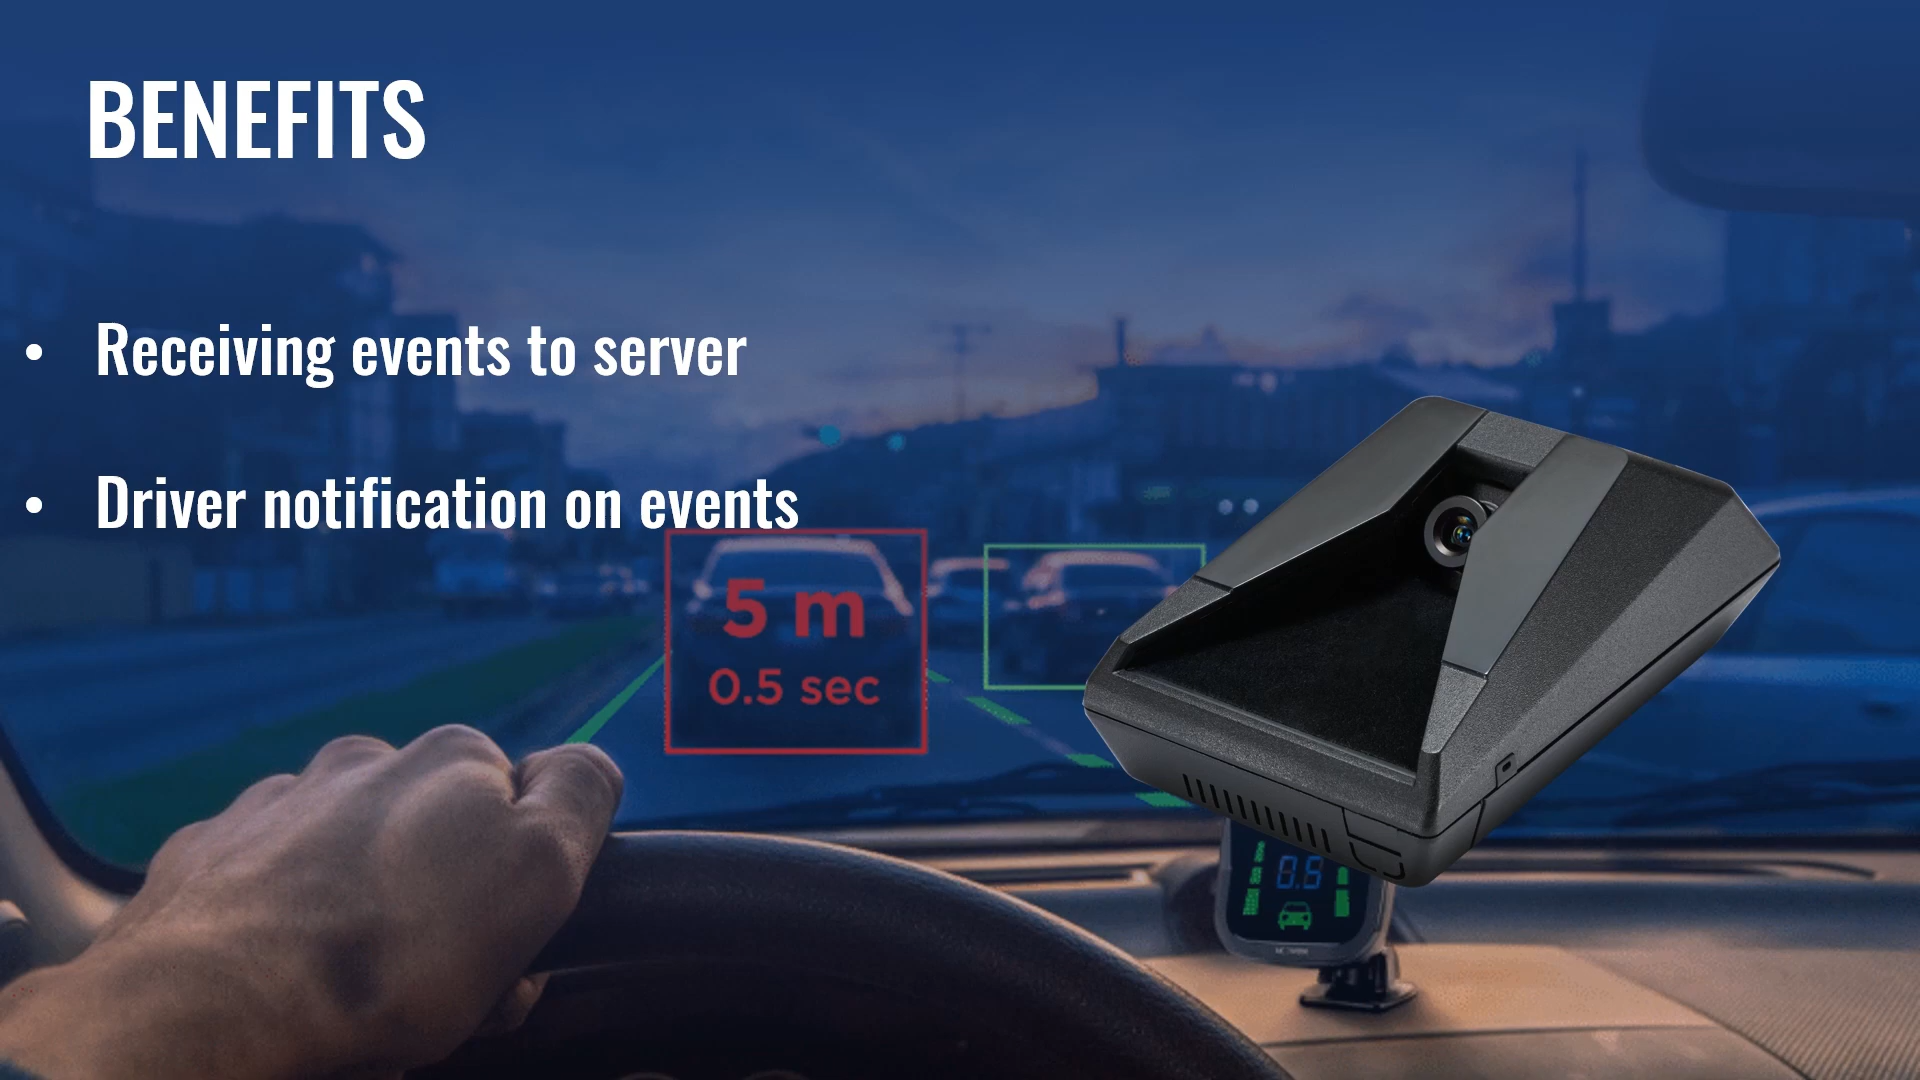 BENEFITS
• Receiving events to server
• Driver notification on events
5 m
0.5 sec
0.5